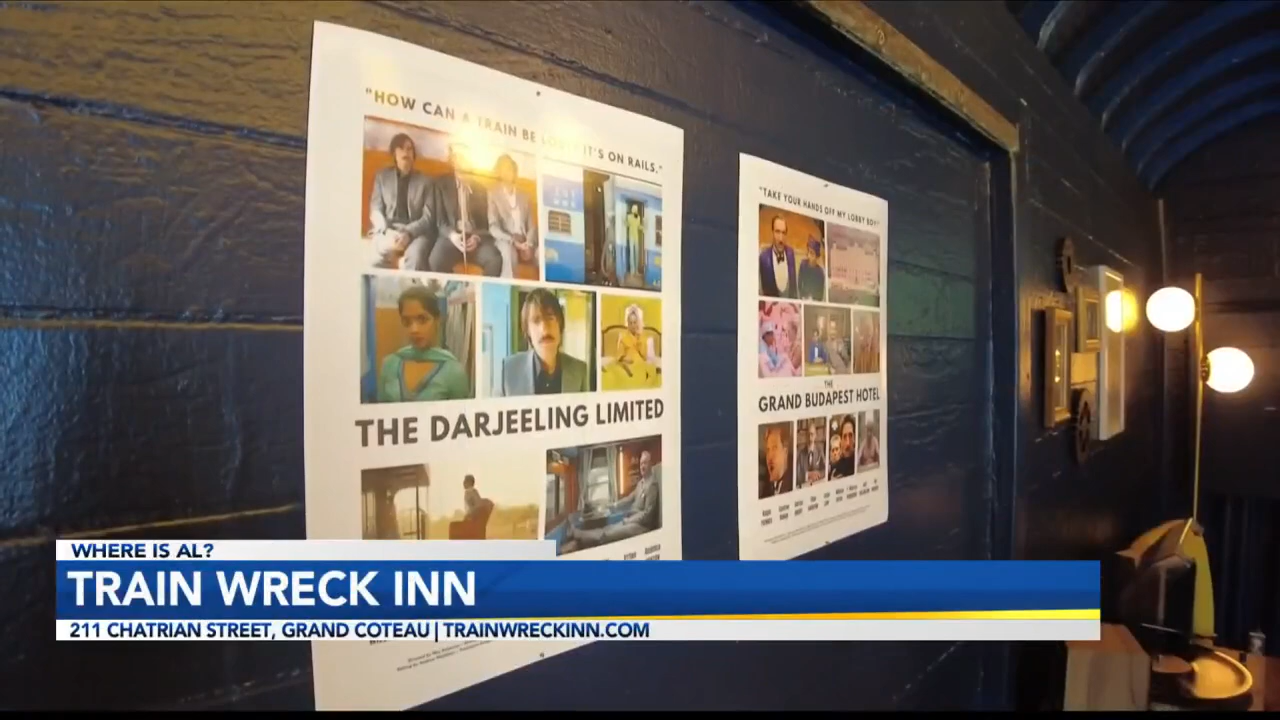 "HOW CAN A TRAIN BE LOST? IT'S ON RAILS."
THE DARJEELING LIMITED
"TAKE YOUR HANDS OFF MY LOBBY BOY!"
THE
GRAND BUDAPEST HOTEL
WHERE IS AL?
TRAIN WRECK INN
211 CHATRIAN STREET, GRAND COTEAU | TRAINWRECKINN.COM